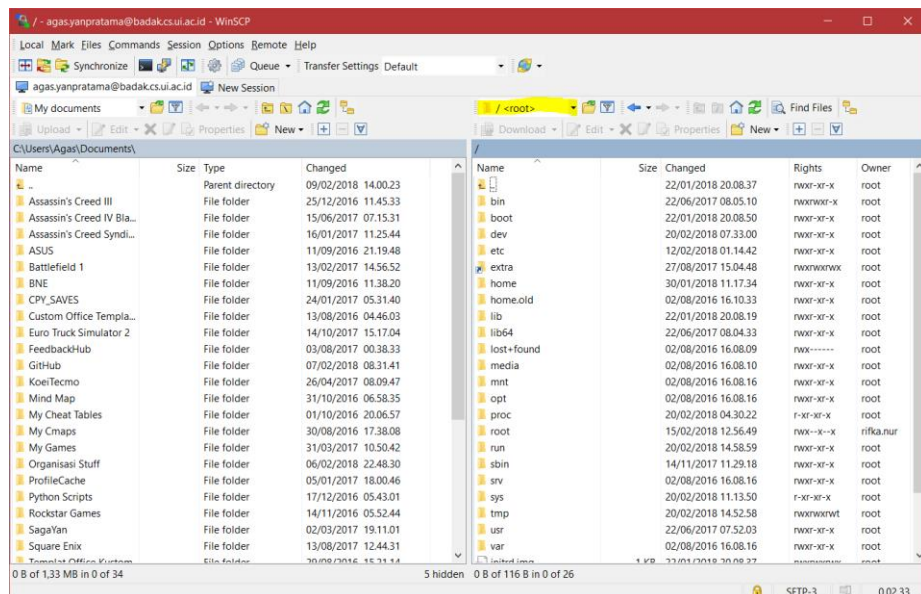 / - agas.yanpratama@badak.cs.ui.ac.id - WinSCP
Local Mark Files Commands Session Options Remote Help
Synchronize Queue Transfer Settings Default
agas.yanpratama@badak.cs.ui.ac.id New Session
My documents / <root> Find Files
Upload Edit Properties New Download Edit Properties New
C:\Users\Agas\Documents\ /
Name Size Type Changed Name Size Changed Rights Owner
.. Parent directory 09/02/2018 14.00.23 .. 22/01/2018 20.08.37 rwxr-xr-x root
Assassin's Creed III File folder 25/12/2016 11.45.33 bin 22/06/2017 08.05.10 rwxrwxr-x root
Assassin's Creed IV Bla... File folder 15/06/2017 07.15.31 boot 22/01/2018 20.08.50 rwxr-xr-x root
Assassin's Creed Syndi... File folder 16/01/2017 11.25.44 dev 20/02/2018 07.33.00 rwxr-xr-x root
ASUS File folder 11/09/2016 21.19.48 etc 12/02/2018 01.14.42 rwxr-xr-x root
Battlefield 1 File folder 13/02/2017 14.56.52 extra 27/08/2017 15.04.48 rwxrwxrwx root
BNE File folder 11/09/2016 11.38.20 home 30/01/2018 11.17.34 rwxr-xr-x root
CPY_SAVES File folder 24/01/2017 05.31.40 home.old 02/08/2016 16.10.33 rwxr-xr-x root
Custom Office Templa... File folder 13/08/2016 04.46.03 lib 22/01/2018 20.08.19 rwxr-xr-x root
Euro Truck Simulator 2 File folder 14/10/2017 15.17.04 lib64 22/06/2017 08.04.33 rwxr-xr-x root
FeedbackHub File folder 03/08/2017 00.38.33 lost+found 02/08/2016 16.08.09 rwx------ root
GitHub File folder 07/02/2018 08.31.41 media 02/08/2016 16.08.10 rwxr-xr-x root
KoeiTecmo File folder 26/04/2017 08.09.47 mnt 02/08/2016 16.08.16 rwxr-xr-x root
Mind Map File folder 31/10/2016 06.58.35 opt 02/08/2016 16.08.16 rwxr-xr-x root
My Cheat Tables File folder 01/10/2016 20.06.57 proc 20/02/2018 04.30.22 r-xr-xr-x root
My Cmaps File folder 30/08/2016 17.38.08 root 15/02/2018 12.56.49 rwx--x--x rifka.nur
My Games File folder 31/03/2017 10.50.42 run 20/02/2018 14.58.59 rwxr-xr-x root
Organisasi Stuff File folder 06/02/2018 22.48.30 sbin 14/11/2017 11.29.18 rwxr-xr-x root
ProfileCache File folder 05/01/2017 18.00.46 srv 02/08/2016 16.08.16 rwxr-xr-x root
Python Scripts File folder 17/12/2016 05.43.01 sys 20/02/2018 11.13.50 r-xr-xr-x root
Rockstar Games File folder 14/11/2016 05.52.44 tmp 20/02/2018 14.52.58 rwxrwxrwt root
SagaYan File folder 02/03/2017 19.11.01 usr 22/06/2017 07.52.03 rwxr-xr-x root
Square Enix File folder 13/08/2017 12.44.31 var 02/08/2016 16.08.16 rwxr-xr-x root
0 B of 1,33 MB in 0 of 34 5 hidden 0 B of 116 B in 0 of 26
SFTP-3 0.02.33